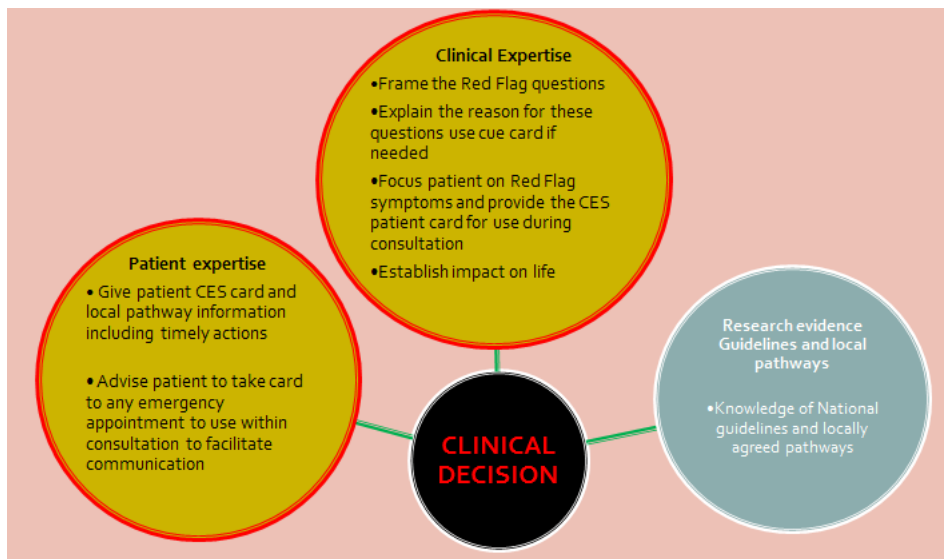 Clinical Expertise
•Frame the Red Flag questions
•Explain the reason for these
questions use cue card if
needed
•Focus patient on Red Flag
symptoms and provide the CES
patient card for use during
consultation
•Establish impact on life
Patient expertise
• Give patient CES card and
local pathway information
including timely actions
• Advise patient to take card
to any emergency
appointment to use within
consultation to facilitate
communication
CLINICAL
DECISION
Research evidence
Guidelines and local
pathways
•Knowledge of National
guidelines and locally
agreed pathways